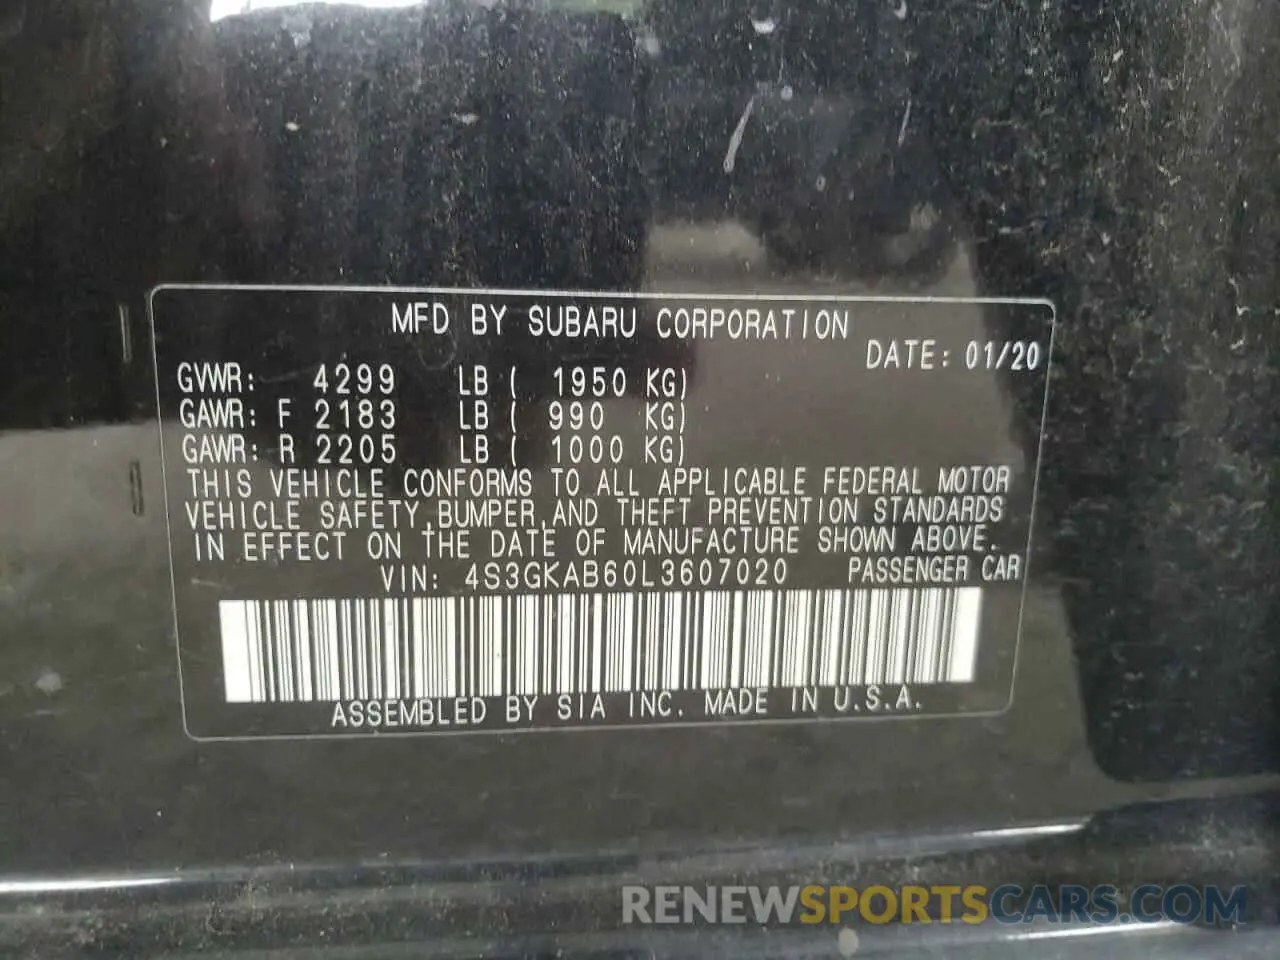 MFD BY SUBARU CORPORATION
DATE: 01/20
GVWR: 4299 LB ( 1950 KG)
GAWR: F 2183 LB ( 990 KG)
GAWR: R 2205 LB ( 1000 KG)
THIS VEHICLE CONFORMS TO ALL APPLICABLE FEDERAL MOTOR
VEHICLE SAFETY,BUMPER,AND THEFT PREVENTION STANDARDS
IN EFFECT ON THE DATE OF MANUFACTURE SHOWN ABOVE.
VIN: 4S3GKAB60L3607020 PASSENGER CAR
ASSEMBLED BY SIA INC. MADE IN U.S.A.
RENEWSPORTSCARS.COM